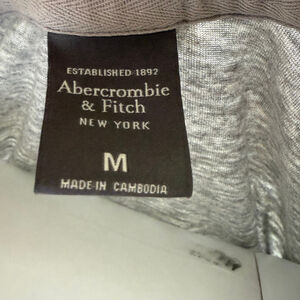 ESTABLISHED 1892
Abercrombie
& Fitch
NEW YORK
M
MADE IN CAMBODIA